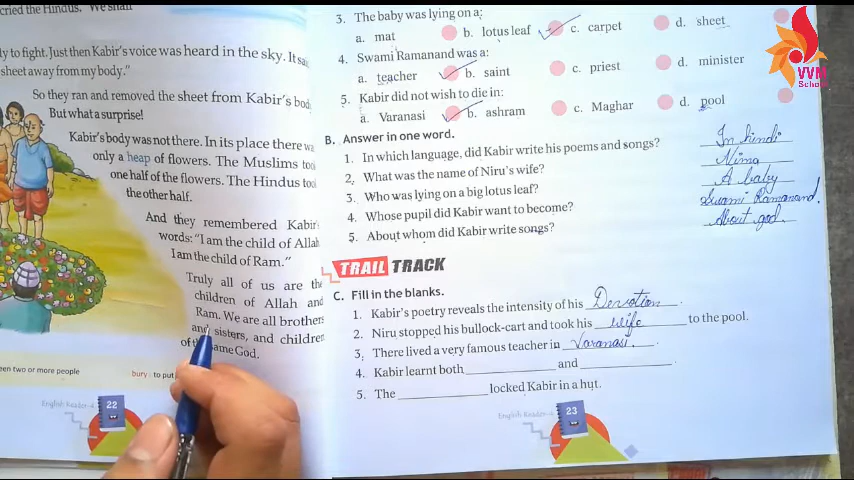 cried the Hindus. We shall
ly to fight. Just then Kabir's voice was heard in the sky. It
sheet away from my body."
So they ran and removed the sheet from Kabir's body
But what a surprise!
Kabir's body was not there. In its place there
only a heap of flowers. The Muslims
one half of the flowers. The Hindus
the other half.
And they remembered Kabir
words: "I am the child of Allah
I am the child of Ram."
Truly all of us are the
children of Allah and
Ram. We are all brothers
and sisters, and children
of the same God.
een two or more people
bury : to put
English Reader-4
22
3. The baby was lying on a:
a. mat b. lotus leaf c. carpet d. sheet
4. Swami Ramanand was a:
a. teacher b. saint c. priest d. minister
5. Kabir did not wish to die in:
a. Varanasi b. ashram c. Maghar d. pool
B. Answer in one word.
1. In which language, did Kabir write his poems and songs? In hindi
2. What was the name of Niru's wife? Nima
3. Who was lying on a big lotus leaf? A baby
4. Whose pupil did Kabir want to become? Swami Ramanand.
5. About whom did Kabir write songs? About god.
TRAIL TRACK
C. Fill in the blanks.
1. Kabir's poetry reveals the intensity of his Devotion.
2. Niru stopped his bullock-cart and took his wife to the pool.
3. There lived a very famous teacher in Varanasi.
4. Kabir learnt both ____ and ____.
5. The ____ locked Kabir in a hut.
English Reader-4
23
VVM
School